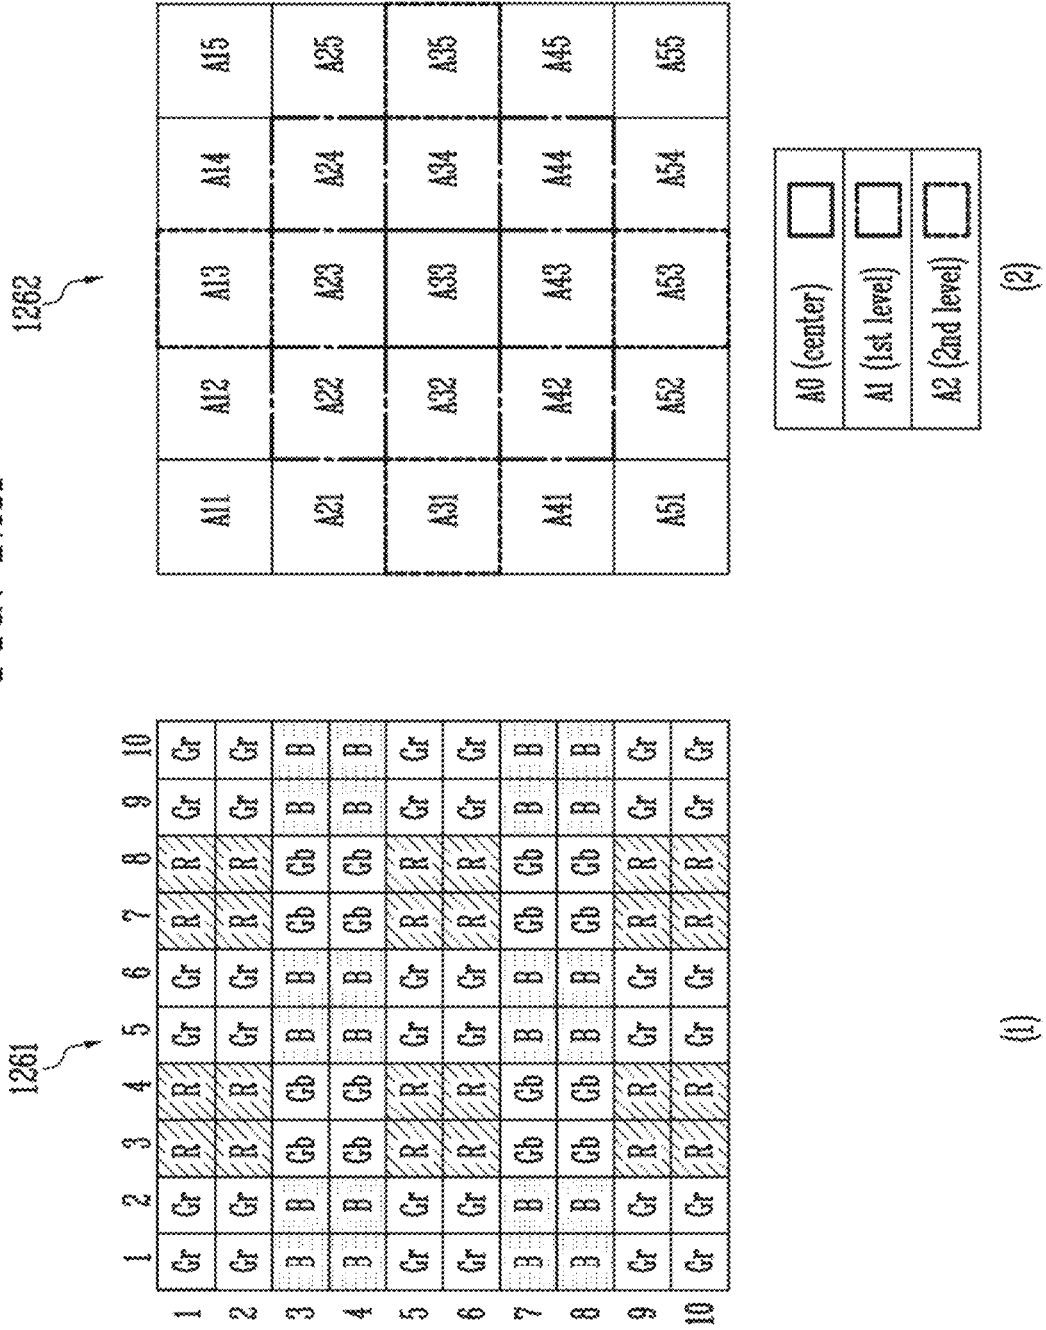 1261
1 2 3 4 5 6 7 8 9 10
1 Gr Gr R R Gr Gr R R Gr Gr
2 Gr Gr R R Gr Gr R R Gr Gr
3 B B Gb Gb B B Gb Gb B B
4 B B Gb Gb B B Gb Gb B B
5 Gr Gr R R Gr Gr R R Gr Gr
6 Gr Gr R R Gr Gr R R Gr Gr
7 B B Gb Gb B B Gb Gb B B
8 B B Gb Gb B B Gb Gb B B
9 Gr Gr R R Gr Gr R R Gr Gr
10 Gr Gr R R Gr Gr R R Gr Gr
(1)
1262
A11 A12 A13 A14 A15
A21 A22 A23 A24 A25
A31 A32 A33 A34 A35
A41 A42 A43 A44 A45
A51 A52 A53 A54 A55
A0 (center)
A1 (1st level)
A2 (2nd level)
(2)